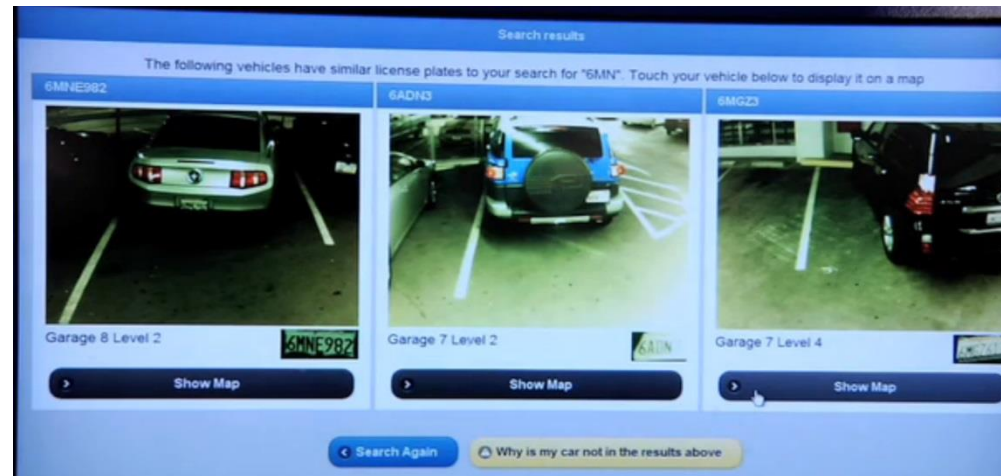 Search results
The following vehicles have similar license plates to your search for "6MN". Touch your vehicle below to display it on a map
6MNE982
6ADN3
6MGZ3
Garage 8 Level 2
6MNE982
Garage 7 Level 2
6ADN
Garage 7 Level 4
Show Map
Show Map
Show Map
Search Again
Why is my car not in the results above